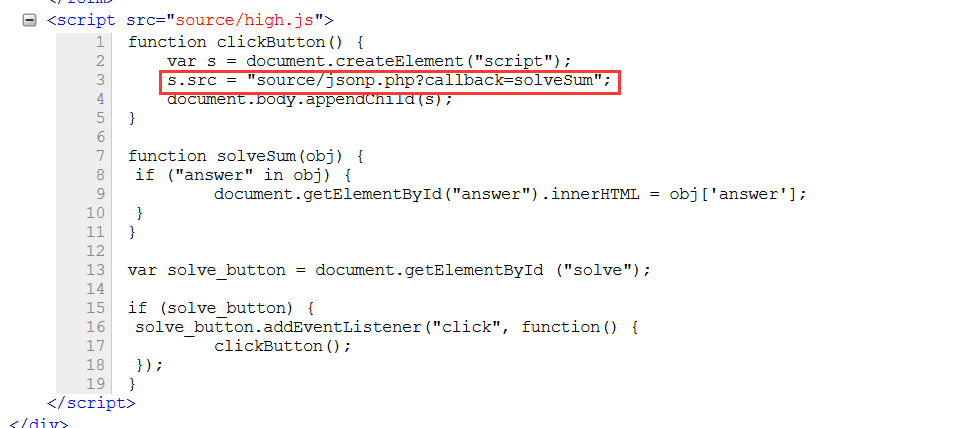 </form>
<script src="source/high.js">
1 function clickButton() {
2 var s = document.createElement("script");
3 s.src = "source/jsonp.php?callback=solveSum";
4 document.body.appendChild(s);
5 }
6
7 function solveSum(obj) {
8 if ("answer" in obj) {
9 document.getElementById("answer").innerHTML = obj['answer'];
10 }
11 }
12
13 var solve_button = document.getElementById ("solve");
14
15 if (solve_button) {
16 solve_button.addEventListener("click", function() {
17 clickButton();
18 });
19 }
</script>
</div>